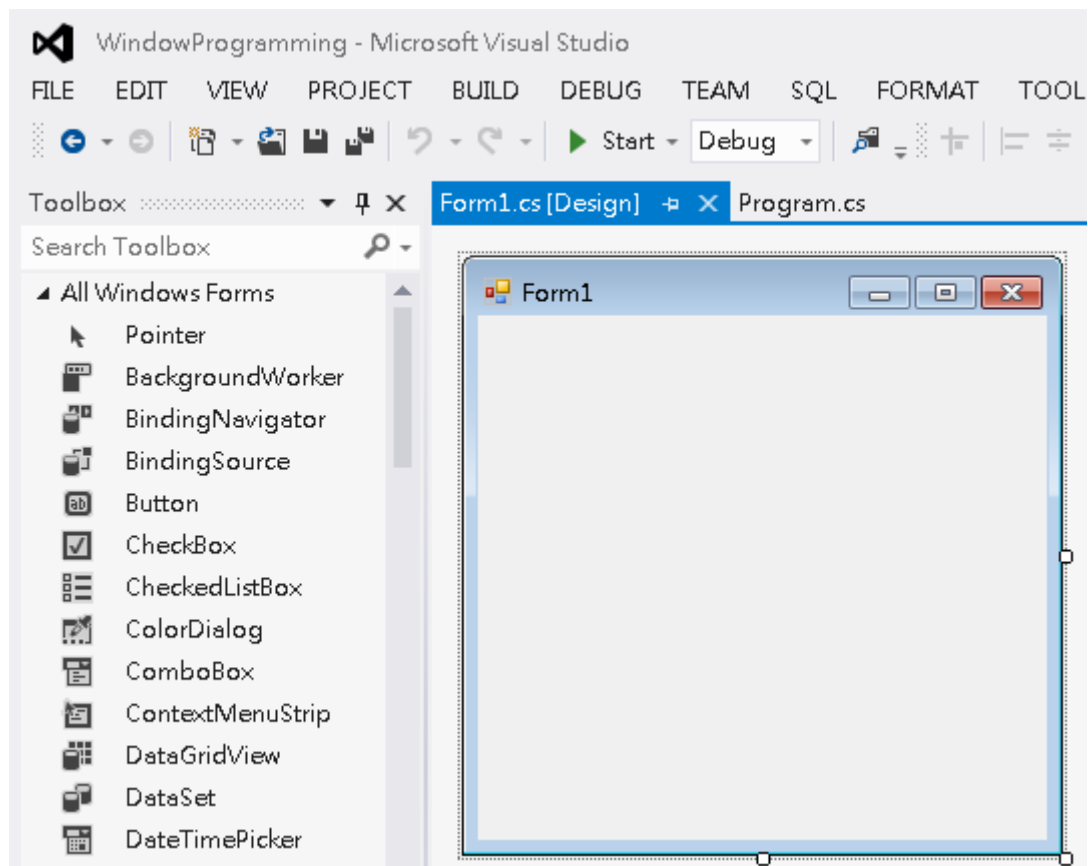 WindowProgramming - Microsoft Visual Studio
FILE EDIT VIEW PROJECT BUILD DEBUG TEAM SQL FORMAT TOOL
Start Debug
Toolbox
Form1.cs [Design] Program.cs
Search Toolbox
All Windows Forms
Form1
Pointer
BackgroundWorker
BindingNavigator
BindingSource
Button
CheckBox
CheckedListBox
ColorDialog
ComboBox
ContextMenuStrip
DataGridView
DataSet
DateTimePicker